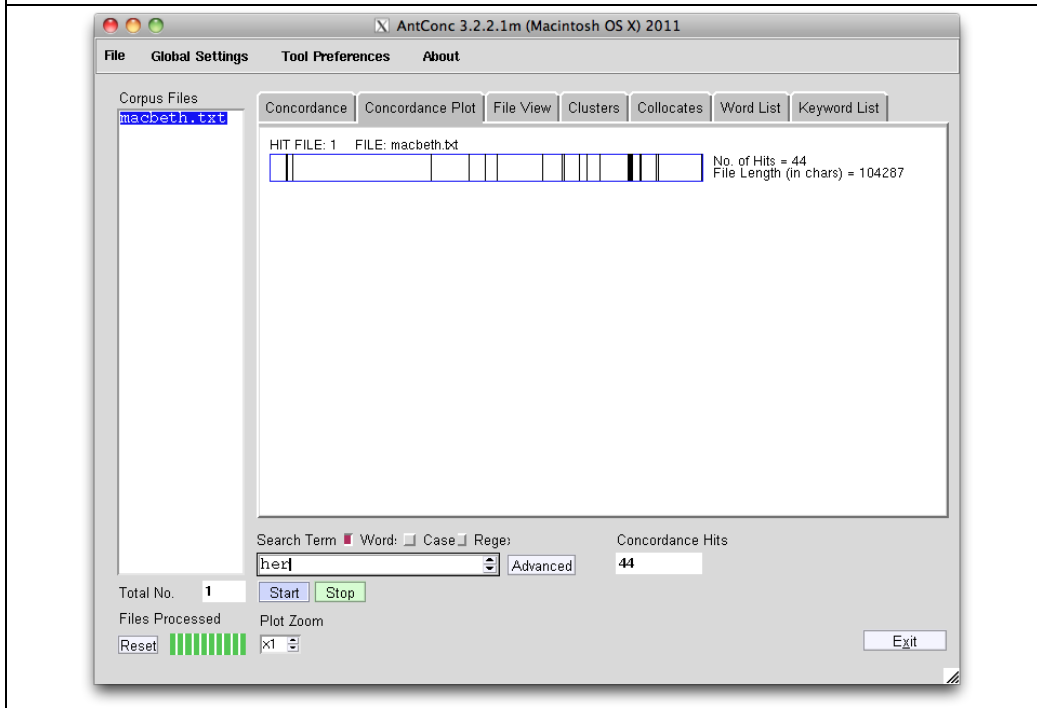 X AntConc 3.2.2.1m (Macintosh OS X) 2011
File Global Settings Tool Preferences About
Corpus Files
macbeth.txt
Concordance Concordance Plot File View Clusters Collocates Word List Keyword List
HIT FILE: 1 FILE: macbeth.txt
No. of Hits = 44
File Length (in chars) = 104287
Search Term Word: Case Rege:
Concordance Hits
her
Advanced
44
Total No. 1
Start Stop
Files Processed
Plot Zoom
Reset
x1
Exit